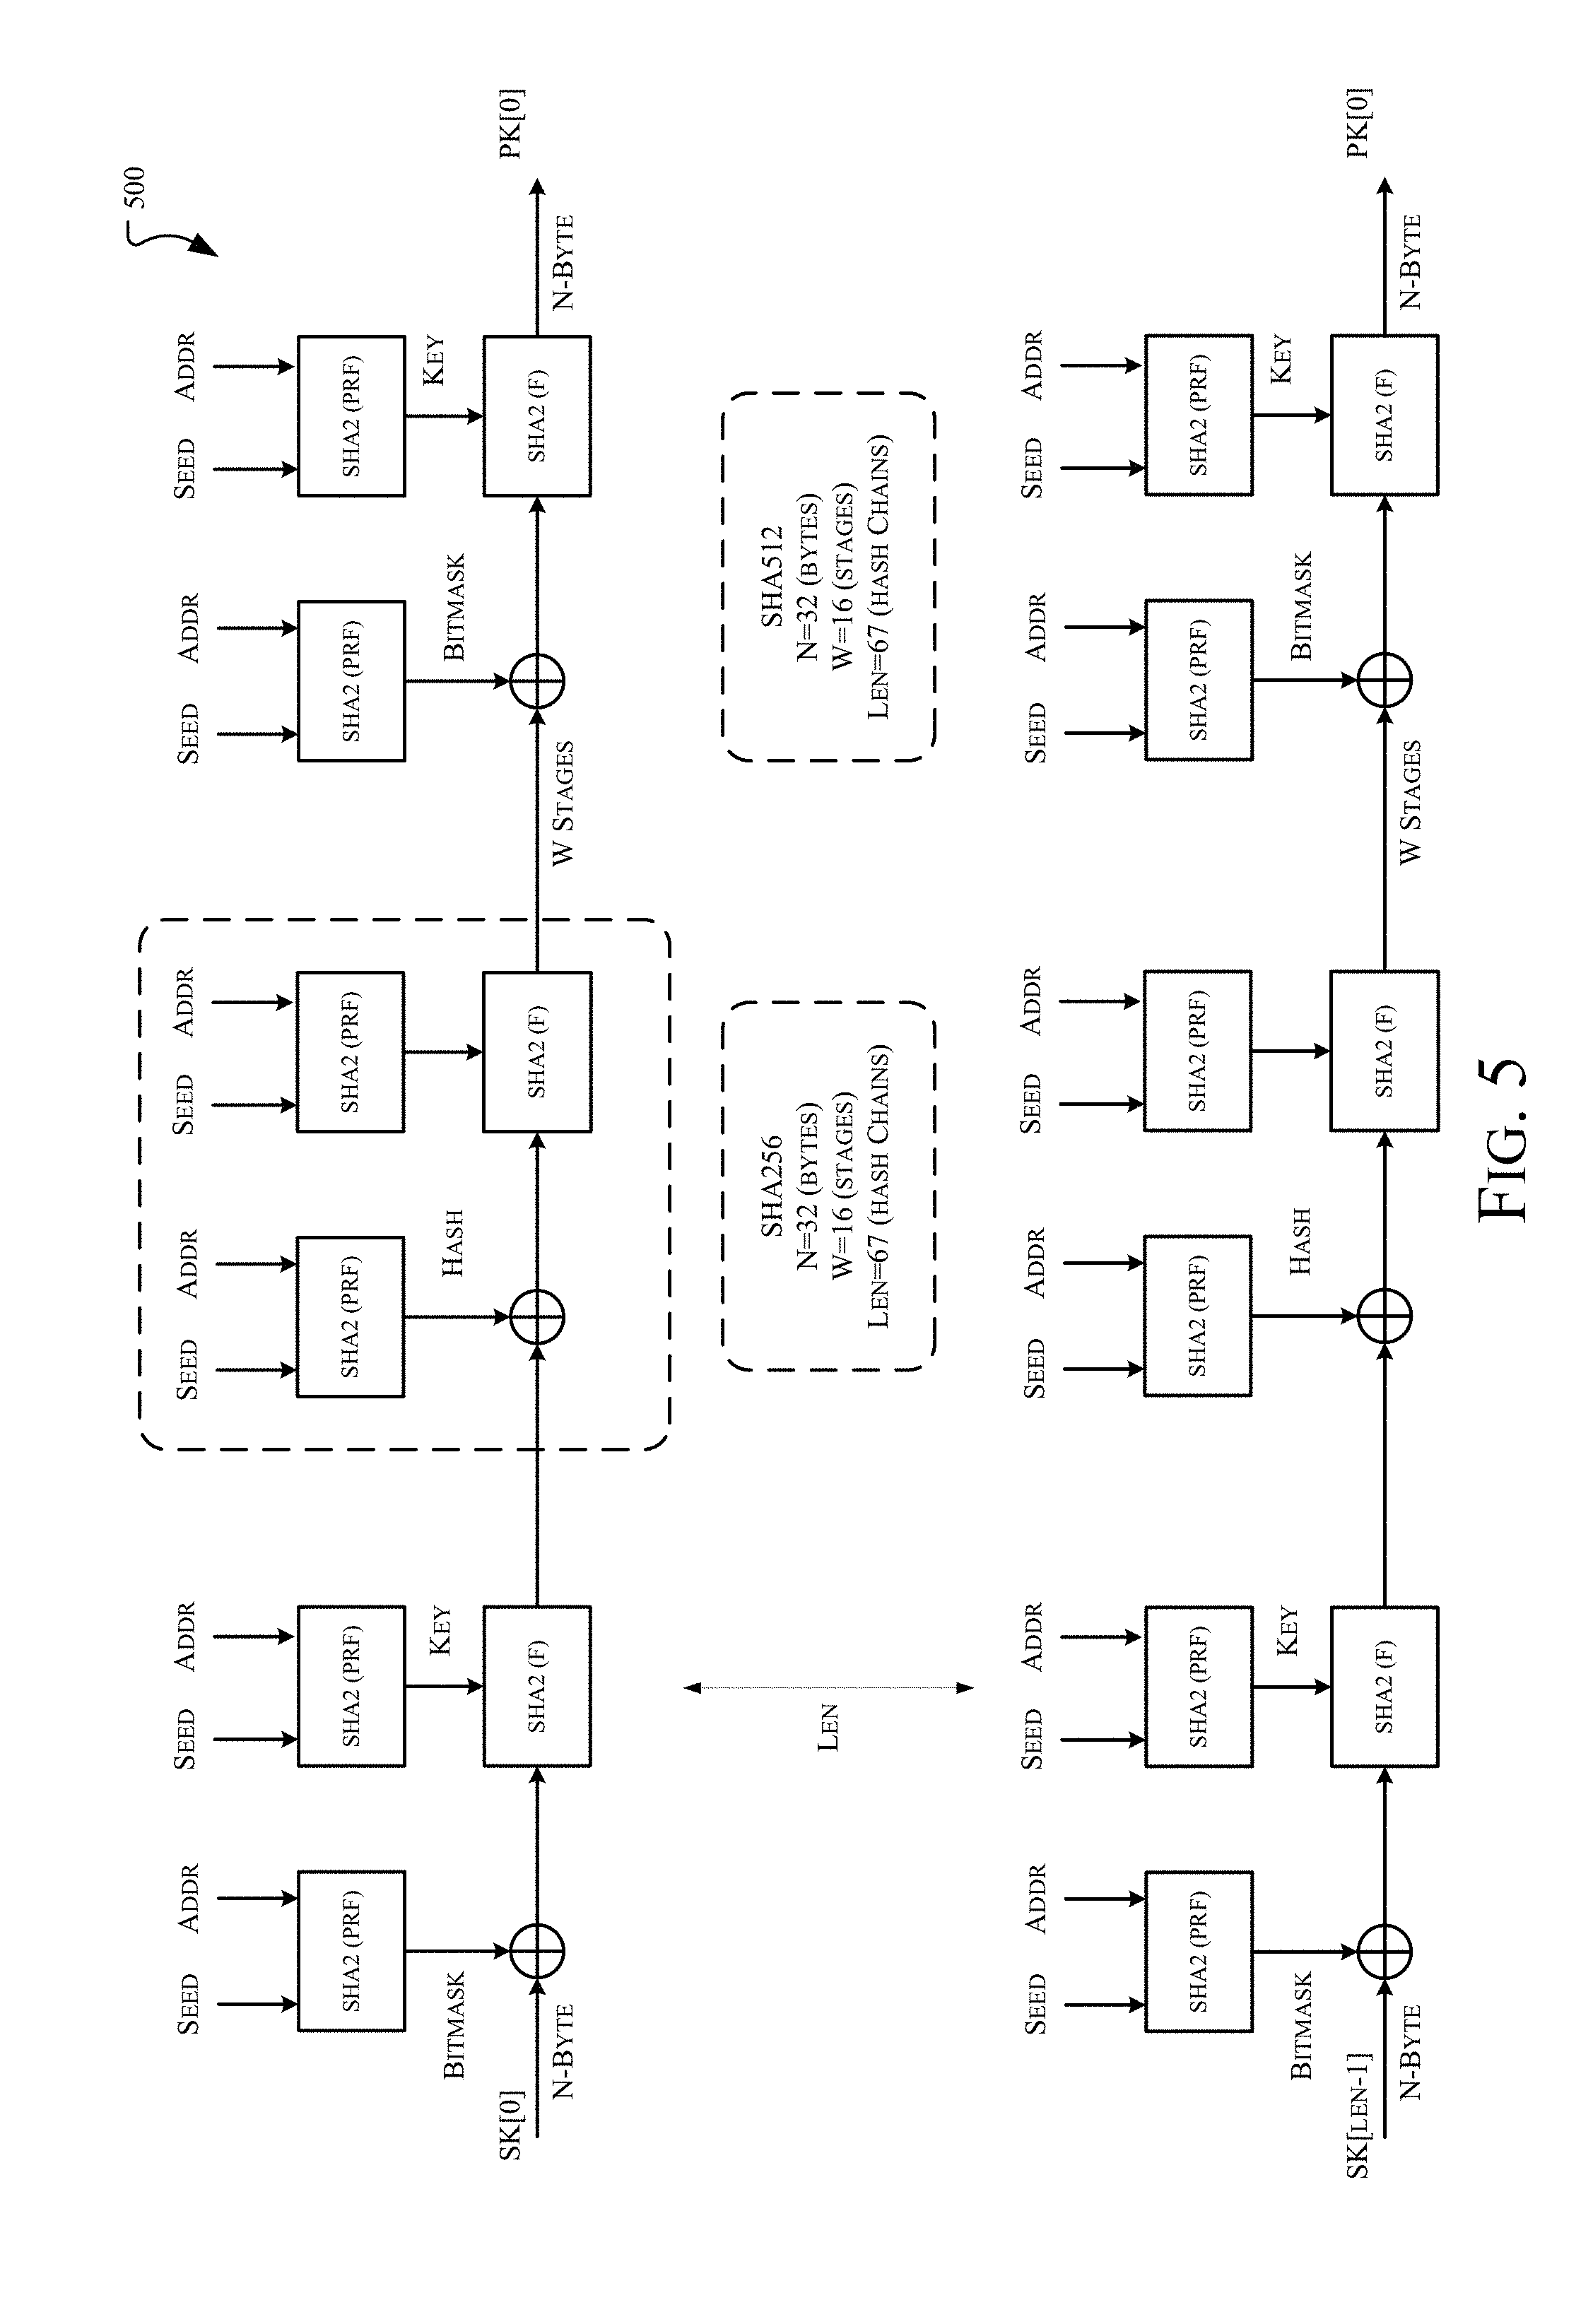 500
SEED
ADDR
SEED
ADDR
SEED
ADDR
SEED
ADDR
SEED
ADDR
SEED
ADDR
SHA2 (PRF)
SHA2 (PRF)
SHA2 (PRF)
SHA2 (PRF)
SHA2 (PRF)
SHA2 (PRF)
BITMASK
KEY
HASH
BITMASK
KEY
SK[0]
SHA2 (F)
SHA2 (F)
SHA2 (F)
PK[0]
N-BYTE
W STAGES
N-BYTE
LEN
SHA256
N=32 (BYTES)
W=16 (STAGES)
LEN=67 (HASH CHAINS)
SHA512
N=32 (BYTES)
W=16 (STAGES)
LEN=67 (HASH CHAINS)
SEED
ADDR
SEED
ADDR
SEED
ADDR
SEED
ADDR
SEED
ADDR
SEED
ADDR
SHA2 (PRF)
SHA2 (PRF)
SHA2 (PRF)
SHA2 (PRF)
SHA2 (PRF)
SHA2 (PRF)
BITMASK
KEY
HASH
BITMASK
KEY
SK[LEN-1]
SHA2 (F)
SHA2 (F)
SHA2 (F)
PK[0]
N-BYTE
W STAGES
N-BYTE
FIG. 5